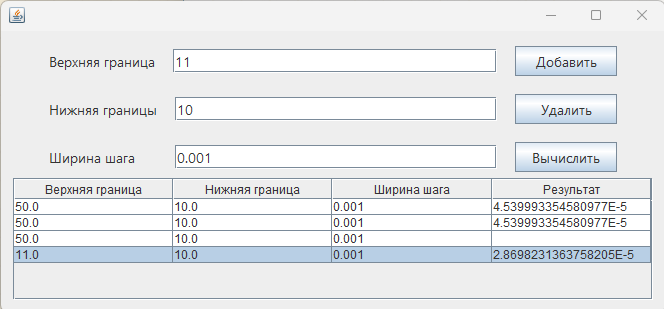 Верхняя граница 11 Добавить
Нижняя границы 10 Удалить
Ширина шага 0.001 Вычислить
Верхняя граница Нижняя граница Ширина шага Результат
50.0 10.0 0.001 4.539993354580977E-5
50.0 10.0 0.001 4.539993354580977E-5
50.0 10.0 0.001
11.0 10.0 0.001 2.8698231363758205E-5